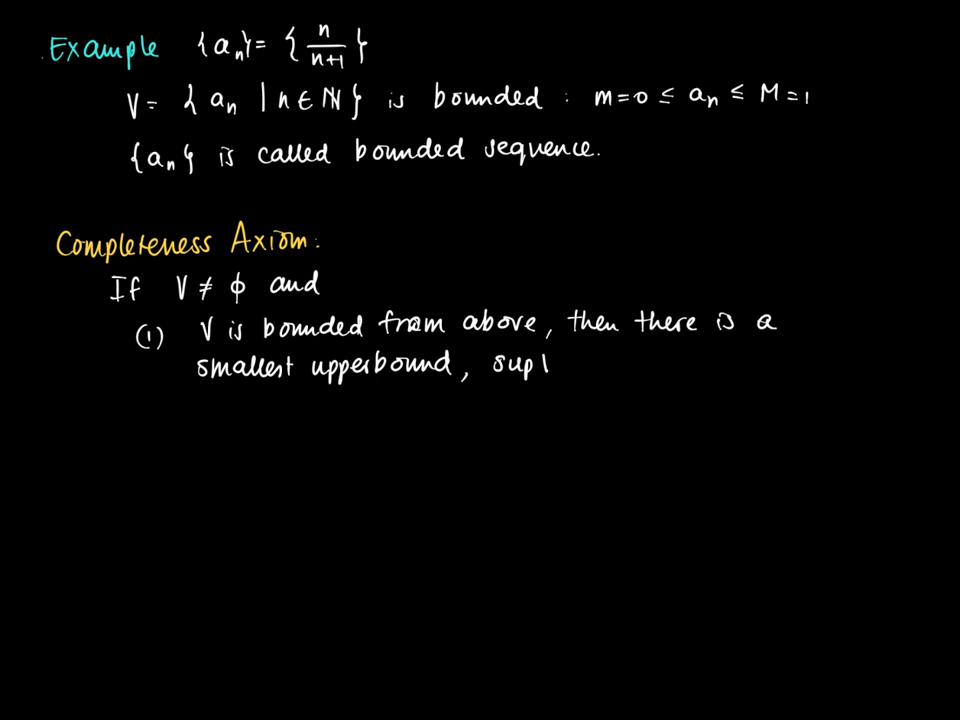 Example {aₙ} = { n/(n+1) }
V = { aₙ | n ∈ ℕ } is bounded : m=0 ≤ aₙ ≤ M=1
{aₙ} is called bounded sequence.
Completeness Axiom:
If V ≠ ϕ and
(1) V is bounded from above, then there is a
smallest upperbound, sup